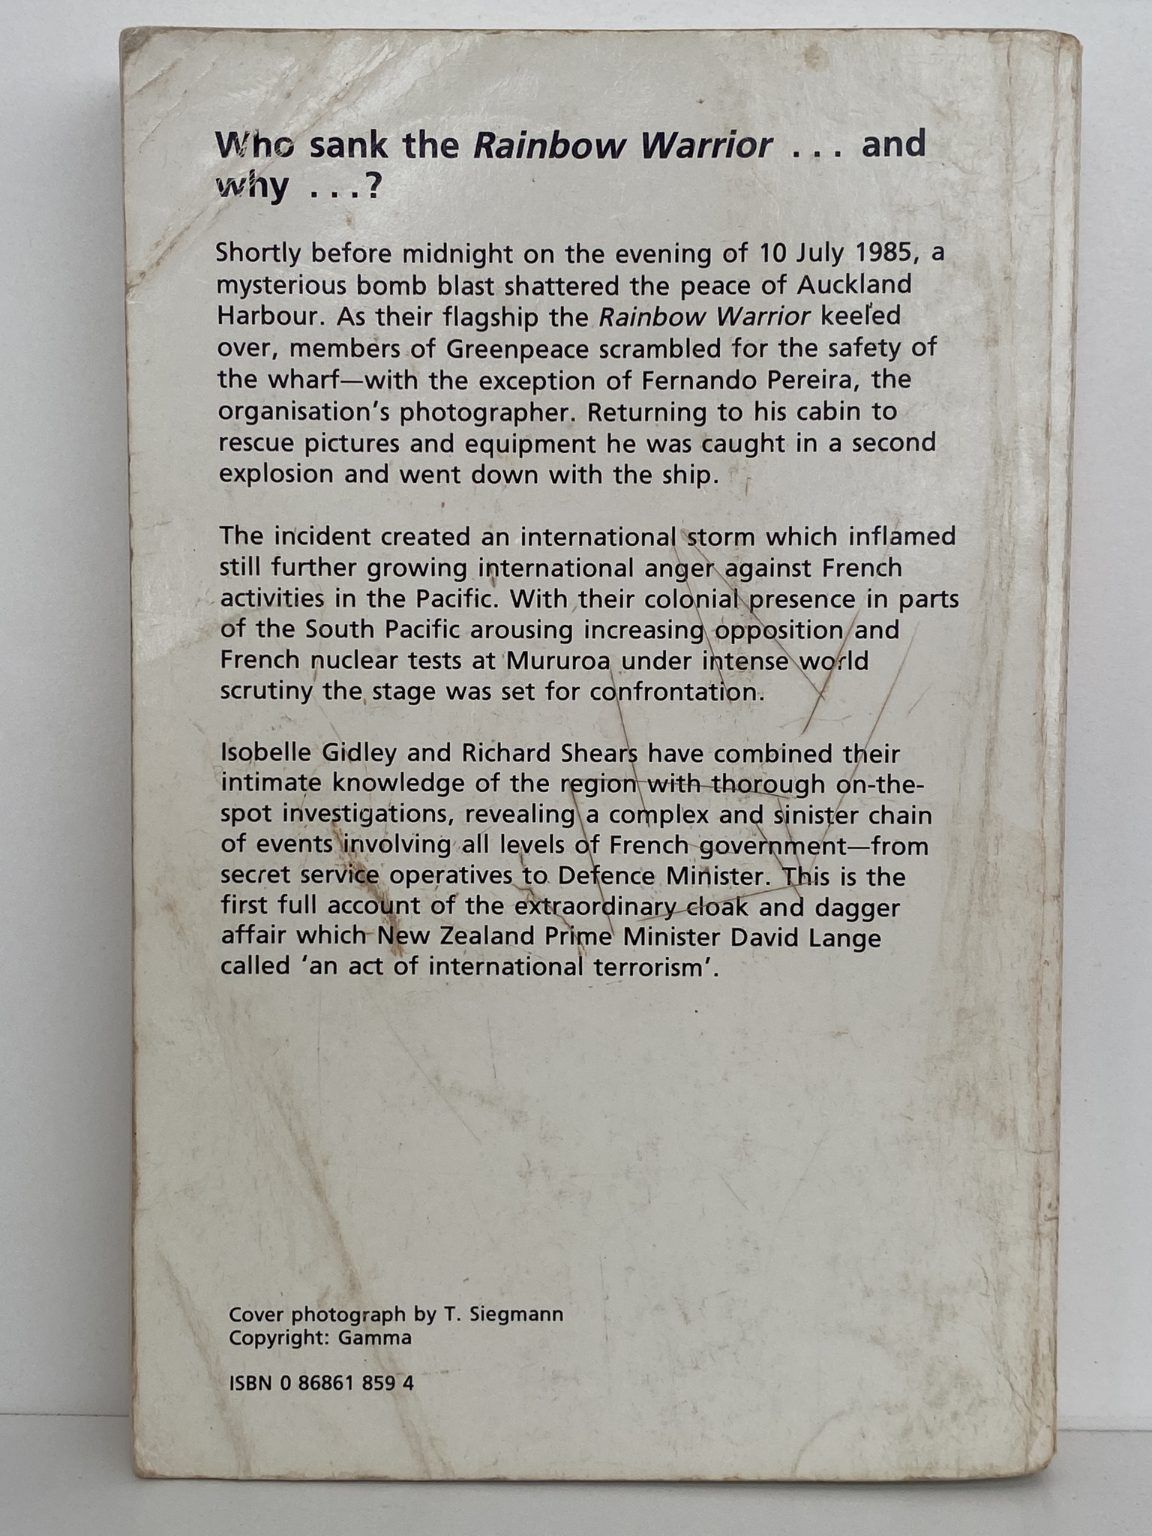 Who sank the Rainbow Warrior . . . and
why . . .?
Shortly before midnight on the evening of 10 July 1985, a
mysterious bomb blast shattered the peace of Auckland
Harbour. As their flagship the Rainbow Warrior keeled
over, members of Greenpeace scrambled for the safety of
the wharf—with the exception of Fernando Pereira, the
organisation's photographer. Returning to his cabin to
rescue pictures and equipment he was caught in a second
explosion and went down with the ship.
The incident created an international storm which inflamed
still further growing international anger against French
activities in the Pacific. With their colonial presence in parts
of the South Pacific arousing increasing opposition and
French nuclear tests at Mururoa under intense world
scrutiny the stage was set for confrontation.
Isobelle Gidley and Richard Shears have combined their
intimate knowledge of the region with thorough on-the-
spot investigations, revealing a complex and sinister chain
of events involving all levels of French government—from
secret service operatives to Defence Minister. This is the
first full account of the extraordinary cloak and dagger
affair which New Zealand Prime Minister David Lange
called ‘an act of international terrorism’.
Cover photograph by T. Siegmann
Copyright: Gamma
ISBN 0 86861 859 4